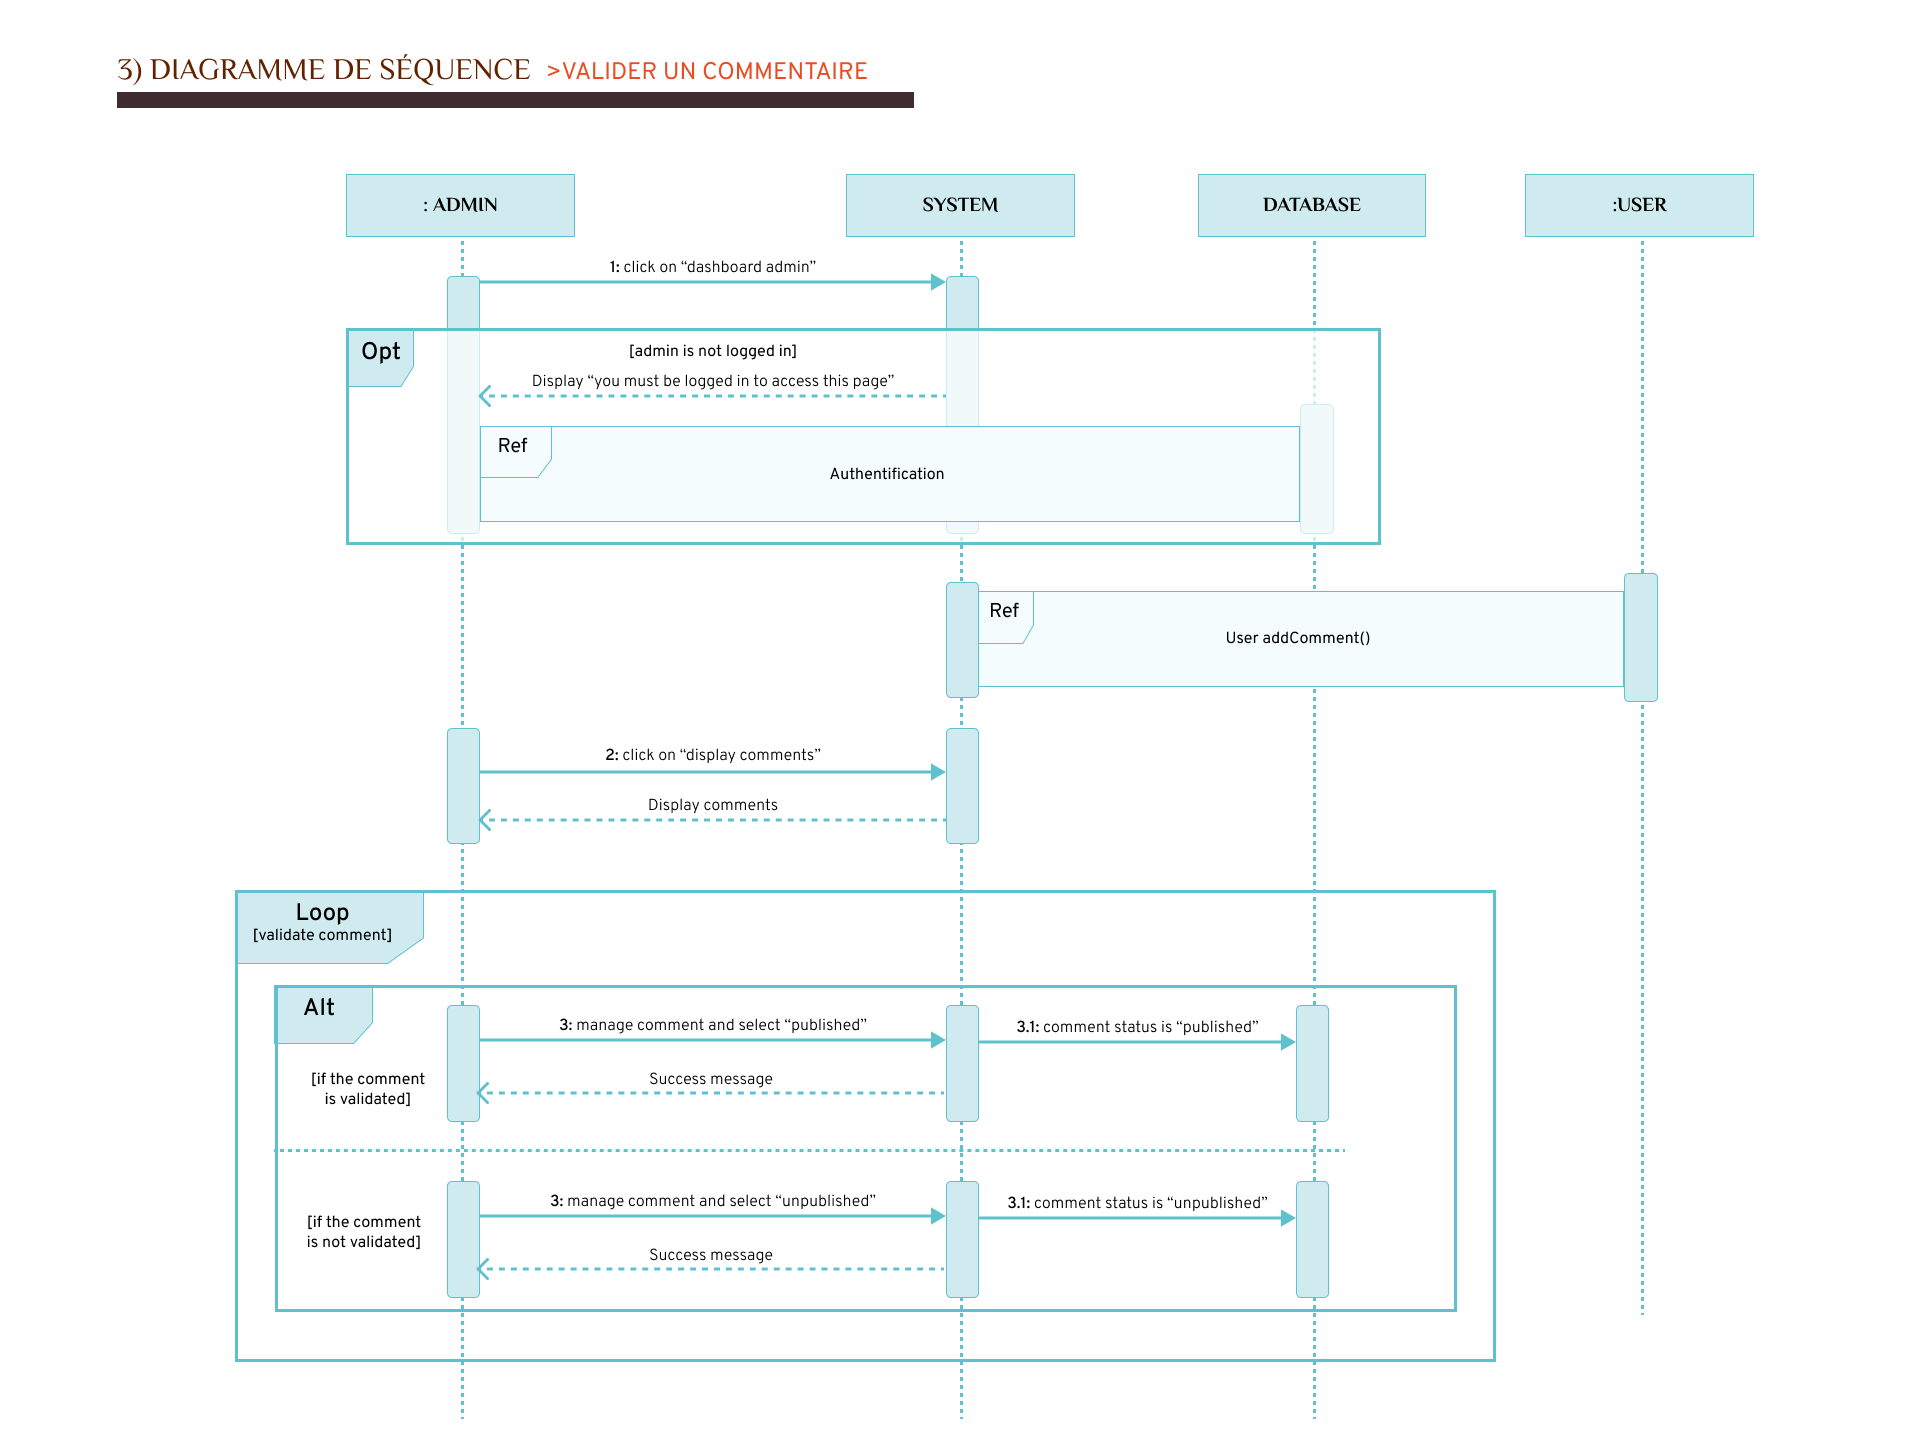 3) DIAGRAMME DE SÉQUENCE >VALIDER UN COMMENTAIRE
: ADMIN
SYSTEM
DATABASE
:USER
1: click on “dashboard admin”
Opt
[admin is not logged in]
Display “you must be logged in to access this page”
Ref
Authentification
Ref
User addComment()
2: click on “display comments”
Display comments
Loop
[validate comment]
Alt
3: manage comment and select “published”
3.1: comment status is “published”
[if the comment
is validated]
Success message
3: manage comment and select “unpublished”
3.1: comment status is “unpublished”
[if the comment
is not validated]
Success message